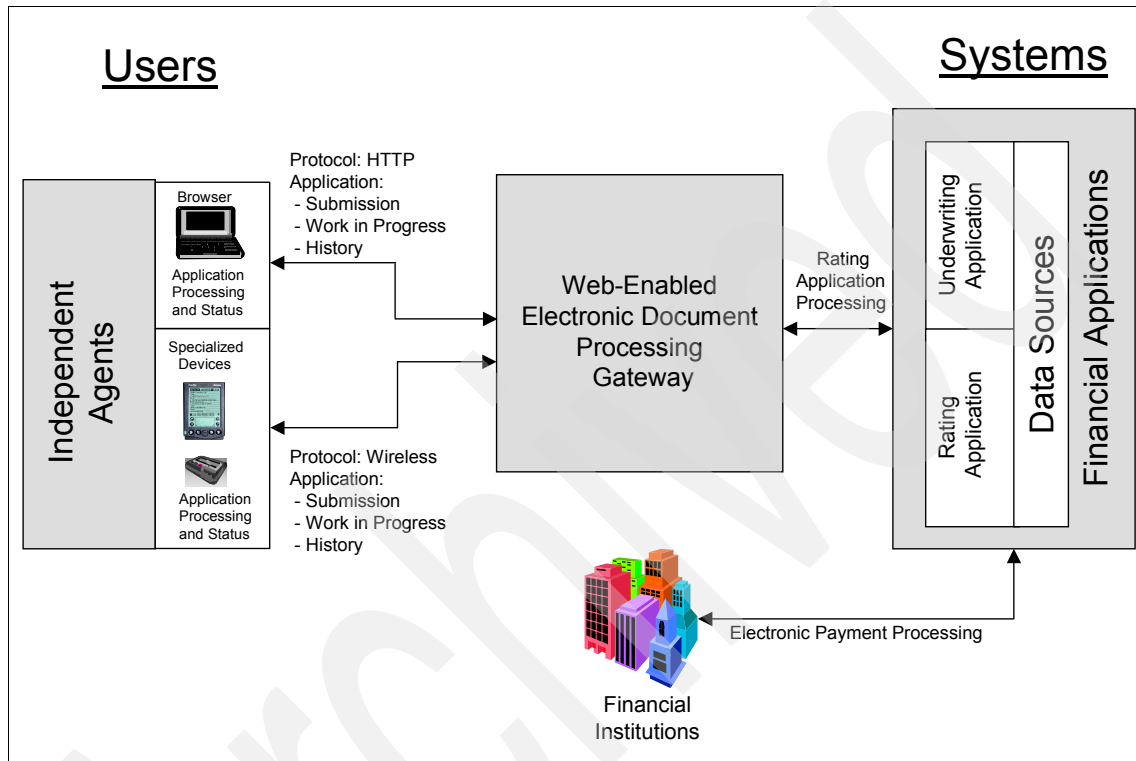 Users
Systems
Independent
Agents
Browser
Application
Processing
and Status
Specialized
Devices
Application
Processing
and Status
Protocol: HTTP
Application:
- Submission
- Work in Progress
- History
Protocol: Wireless
Application:
- Submission
- Work in Progress
- History
Web-Enabled
Electronic Document
Processing
Gateway
Rating
Application
Processing
Underwriting
Application
Rating
Application
Data Sources
Financial Applications
Electronic Payment Processing
Financial
Institutions
Archived